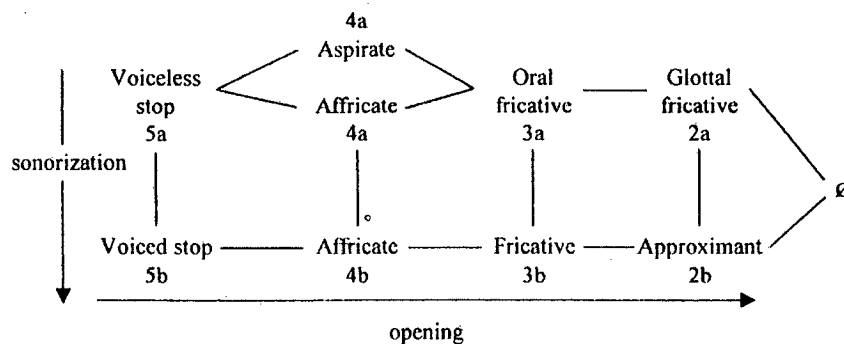 4a
Aspirate
Voiceless
stop
5a
Affricate
4a
Oral
fricative
3a
Glottal
fricative
2a
sonorization
Ø
Voiced stop
5b
Affricate
4b
Fricative
3b
Approximant
2b
opening